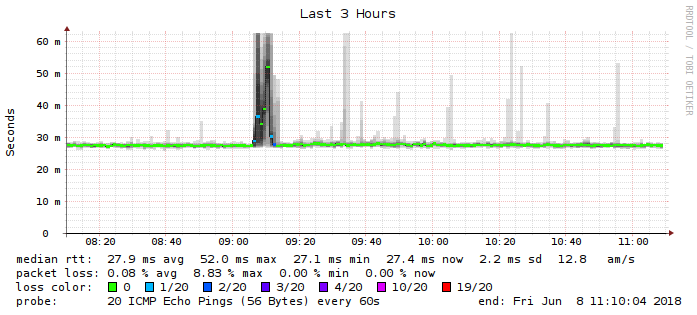 Last 3 Hours
RRDTOOL / TOBI OETIKER
Seconds
60 m
50 m
40 m
30 m
20 m
10 m
0
08:20 08:40 09:00 09:20 09:40 10:00 10:20 10:40 11:00
median rtt: 27.9 ms avg 52.0 ms max 27.1 ms min 27.4 ms now 2.2 ms sd 12.8 am/s
packet loss: 0.08 % avg 8.83 % max 0.00 % min 0.00 % now
loss color: 0 1/20 2/20 3/20 4/20 10/20 19/20
probe: 20 ICMP Echo Pings (56 Bytes) every 60s end: Fri Jun 8 11:10:04 2018